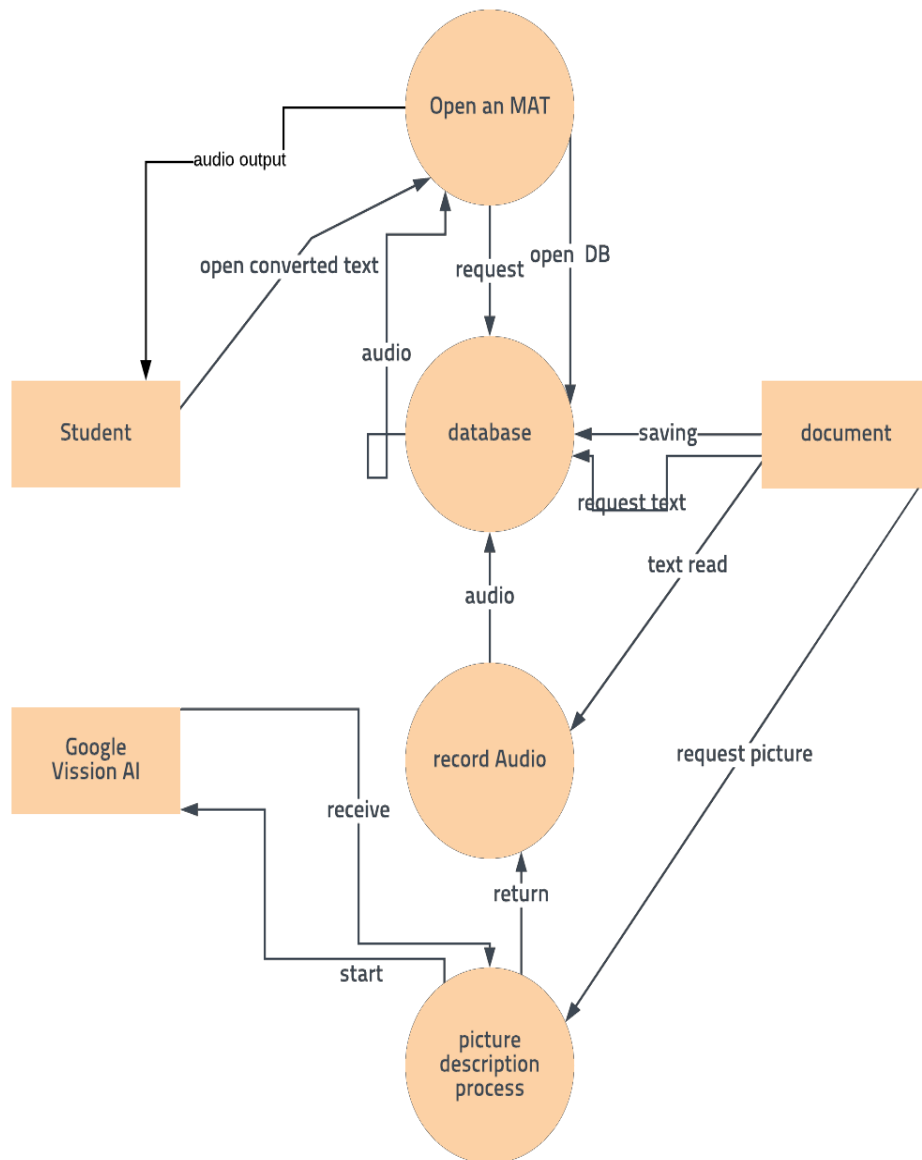 Open an MAT
audio output
open converted text
request
open DB
audio
Student
database
saving
document
request text
text read
audio
Google
Vission AI
record Audio
request picture
receive
return
start
picture
description
process